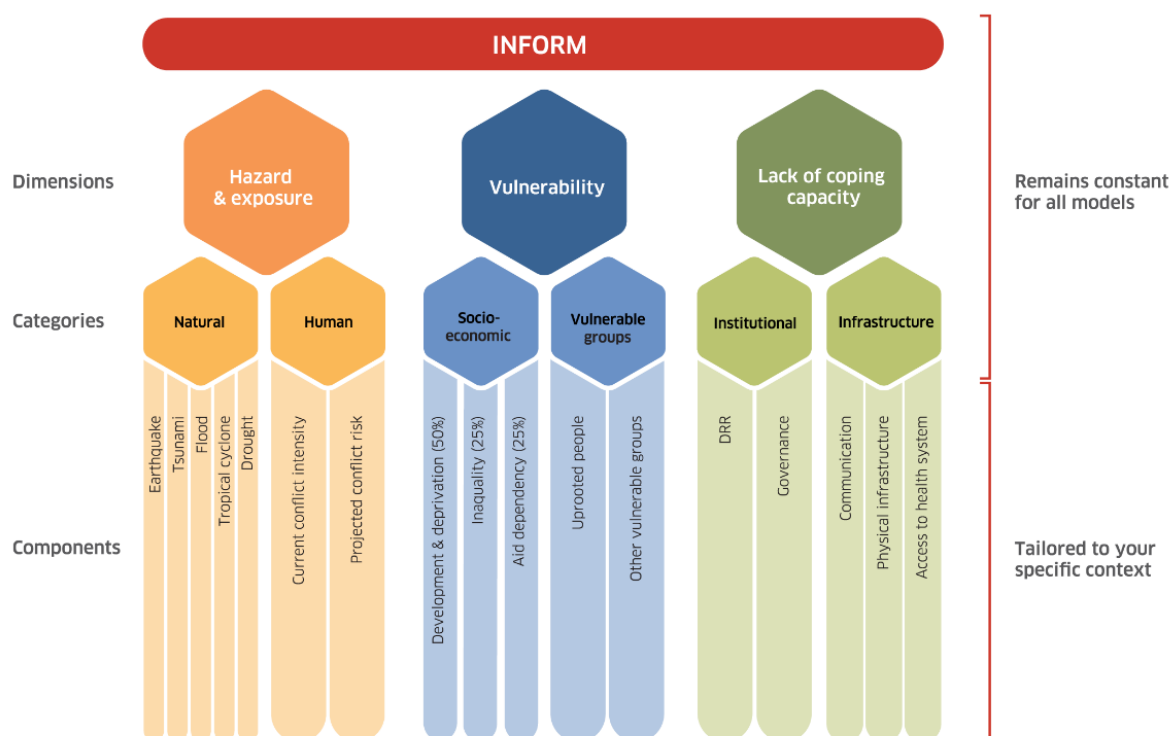 INFORM
Dimensions
Hazard
& exposure
Vulnerability
Lack of coping
capacity
Remains constant
for all models
Categories
Natural
Human
Socio-
economic
Vulnerable
groups
Institutional
Infrastructure
Components
Earthquake
Tsunami
Flood
Tropical cyclone
Drought
Current conflict intensity
Projected conflict risk
Development & deprivation (50%)
Inaquality (25%)
Aid dependency (25%)
Uprooted people
Other vulnerable groups
DRR
Governance
Communication
Physical infrastructure
Access to health system
Tailored to your
specific context